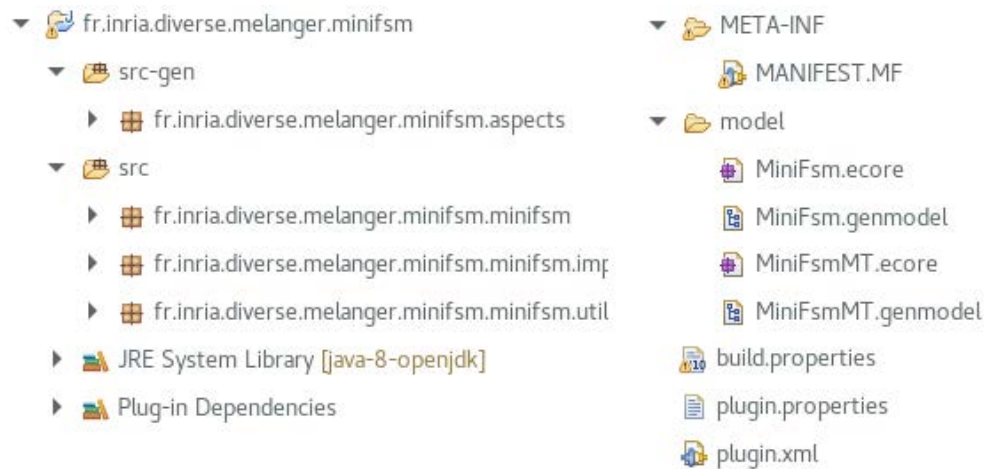 fr.inria.diverse.melanger.minifsm
src-gen
fr.inria.diverse.melanger.minifsm.aspects
src
fr.inria.diverse.melanger.minifsm.minifsm
fr.inria.diverse.melanger.minifsm.minifsm.imp
fr.inria.diverse.melanger.minifsm.minifsm.util
JRE System Library [java-8-openjdk]
Plug-in Dependencies
META-INF
MANIFEST.MF
model
MiniFsm.ecore
MiniFsm.genmodel
MiniFsmMT.ecore
MiniFsmMT.genmodel
build.properties
plugin.properties
plugin.xml